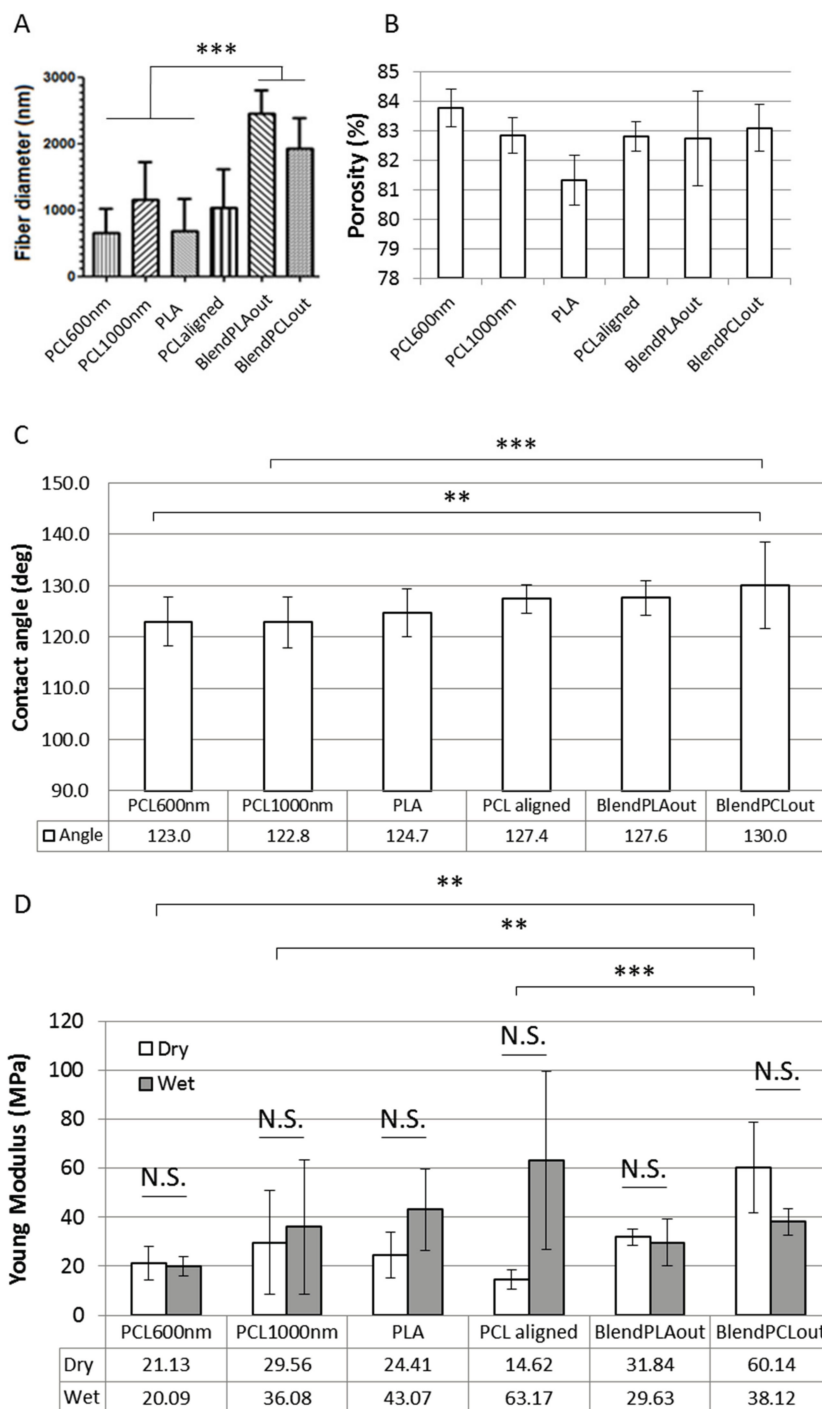 A
B
***
Fiber diameter (nm)
3000
2000
1000
0
PCL600nm
PCL1000nm
PLA
PCLaligned
BlendPLAout
BlendPCLout
Porosity (%)
85
84
83
82
81
80
79
78
PCL600nm
PCL1000nm
PLA
PCLaligned
BlendPLAout
BlendPCLout
C
***
**
Contact angle (deg)
150.0
140.0
130.0
120.0
110.0
100.0
90.0
PCL600nm PCL1000nm PLA PCL aligned BlendPLAout BlendPCLout
Angle 123.0 122.8 124.7 127.4 127.6 130.0
D
**
**
***
Young Modulus (MPa)
120
100
80
60
40
20
0
Dry
Wet
N.S.
N.S.
N.S.
N.S.
N.S.
N.S.
PCL600nm PCL1000nm PLA PCL aligned BlendPLAout BlendPCLout
Dry 21.13 29.56 24.41 14.62 31.84 60.14
Wet 20.09 36.08 43.07 63.17 29.63 38.12